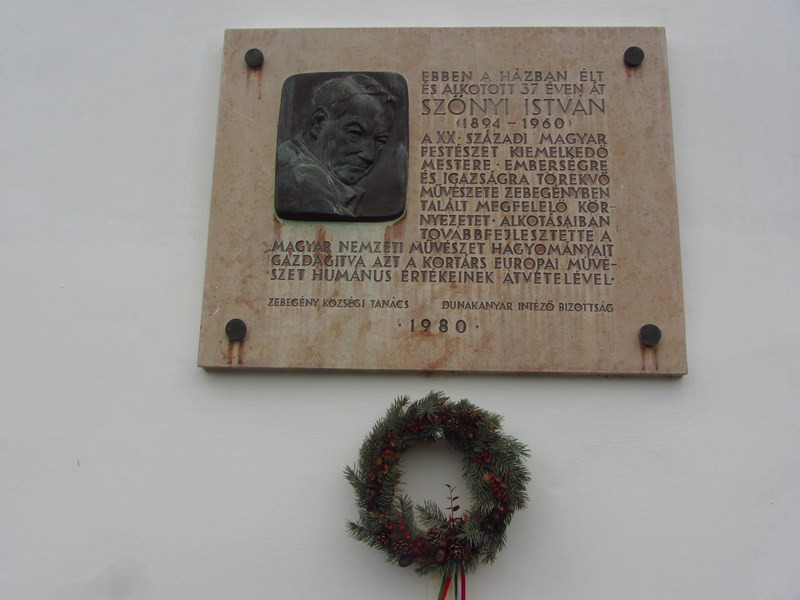 EBBEN A HÁZBAN ÉLT
ÉS ALKOTOTT 37 ÉVEN ÁT
SZŐNYI ISTVÁN
(1894-1960)
A XX. SZÁZADI MAGYAR
FESTÉSZET KIEMELKEDŐ
MESTERE · EMBERSÉGRE
ÉS IGAZSÁGRA TÖREKVŐ
MŰVÉSZETE ZEBEGÉNYBEN
TALÁLT MEGFELELŐ KÖR-
NYEZETET · ALKOTÁSAIBAN
TOVÁBBFEJLESZTETTE A
MAGYAR NEMZETI MŰVÉSZET HAGYOMÁNYAIT
GAZDAGITVA AZT A KORTÁRS EUROPAI MŰVÉ-
SZET HUMÁNUS ÉRTÉKEINEK ÁTVÉTELÉVEL·
ZEBEGÉNY KÖZSÉGI TANÁCS DUNAKANYAR INTÉZŐ BIZOTTSÁG
· 1980 ·